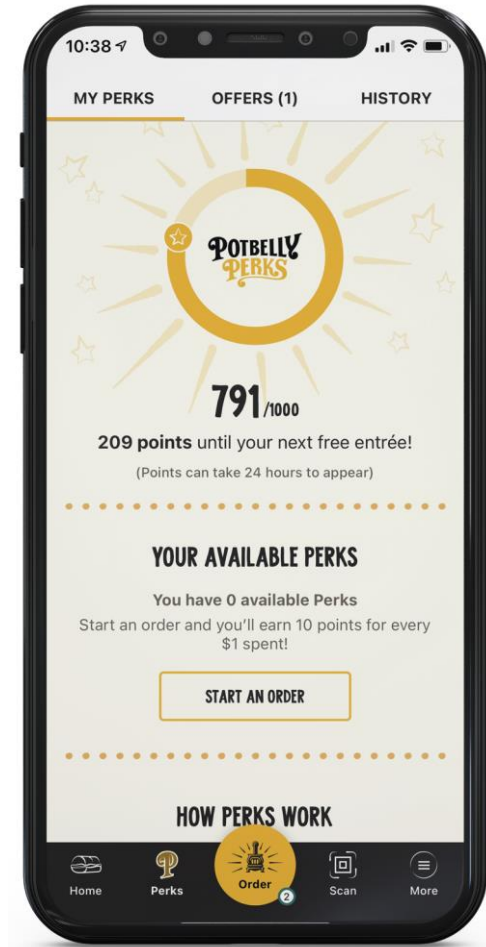 10:38
MY PERKS OFFERS (1) HISTORY
POTBELLY
PERKS
791/1000
209 points until your next free entrée!
(Points can take 24 hours to appear)
YOUR AVAILABLE PERKS
You have 0 available Perks
Start an order and you'll earn 10 points for every
$1 spent!
START AN ORDER
HOW PERKS WORK
Home Perks Order 2 Scan More